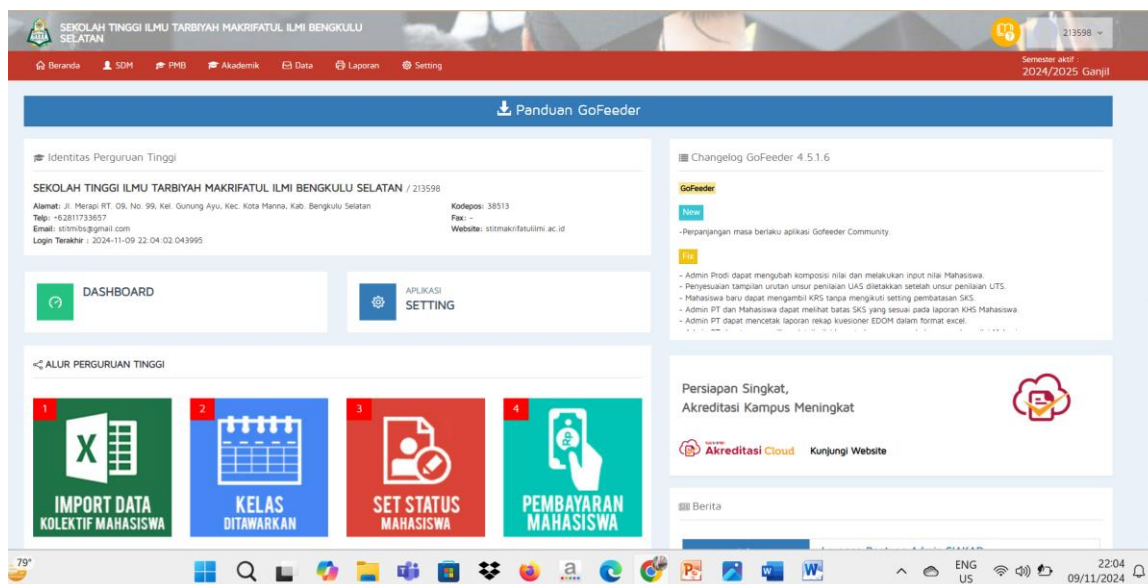 SEKOLAH TINGGI ILMU TARBIYAH MAKRIFATUL ILMI BENGKULU
SELATAN
213598
Beranda SDM PMB Akademik Data Laporan Setting
Semester aktif :
2024/2025 Ganjil
Panduan GoFeeder
Identitas Perguruan Tinggi
SEKOLAH TINGGI ILMU TARBIYAH MAKRIFATUL ILMI BENGKULU SELATAN / 213598
Alamat: Jl. Merapi RT. 09, No. 99, Kel. Gunung Ayu, Kec. Kota Manna, Kab. Bengkulu Selatan
Telp: +62811733657
Email: stitmibs@gmail.com
Login Terakhir : 2024-11-09 22:04:02.043995
Kodepos: 38513
Fax: -
Website: stitmakrifatulilmi.ac.id
DASHBOARD
APLIKASI
SETTING
ALUR PERGURUAN TINGGI
1
IMPORT DATA
KOLEKTIF MAHASISWA
2
KELAS
DITAWARKAN
3
SET STATUS
MAHASISWA
4
PEMBAYARAN
MAHASISWA
Changelog GoFeeder 4.5.1.6
GoFeeder
New
-Perpanjangan masa berlaku aplikasi Gofeeder Community.
Fix
- Admin Prodi dapat mengubah komposisi nilai dan melakukan input nilai Mahasiswa.
- Penyesuaian tampilan urutan unsur penilaian UAS diletakkan setelah unsur penilaian UTS.
- Mahasiswa baru dapat mengambil KRS tanpa mengikuti setting pembatasan SKS.
- Admin PT dan Mahasiswa dapat melihat batas SKS yang sesuai pada laporan KHS Mahasiswa.
- Admin PT dapat mencetak laporan rekap kuesioner EDOM dalam format excel.
Persiapan Singkat,
Akreditasi Kampus Meningkat
Akreditasi Cloud Kunjungi Website
Berita
79°
ENG
US
22:04
09/11/2024